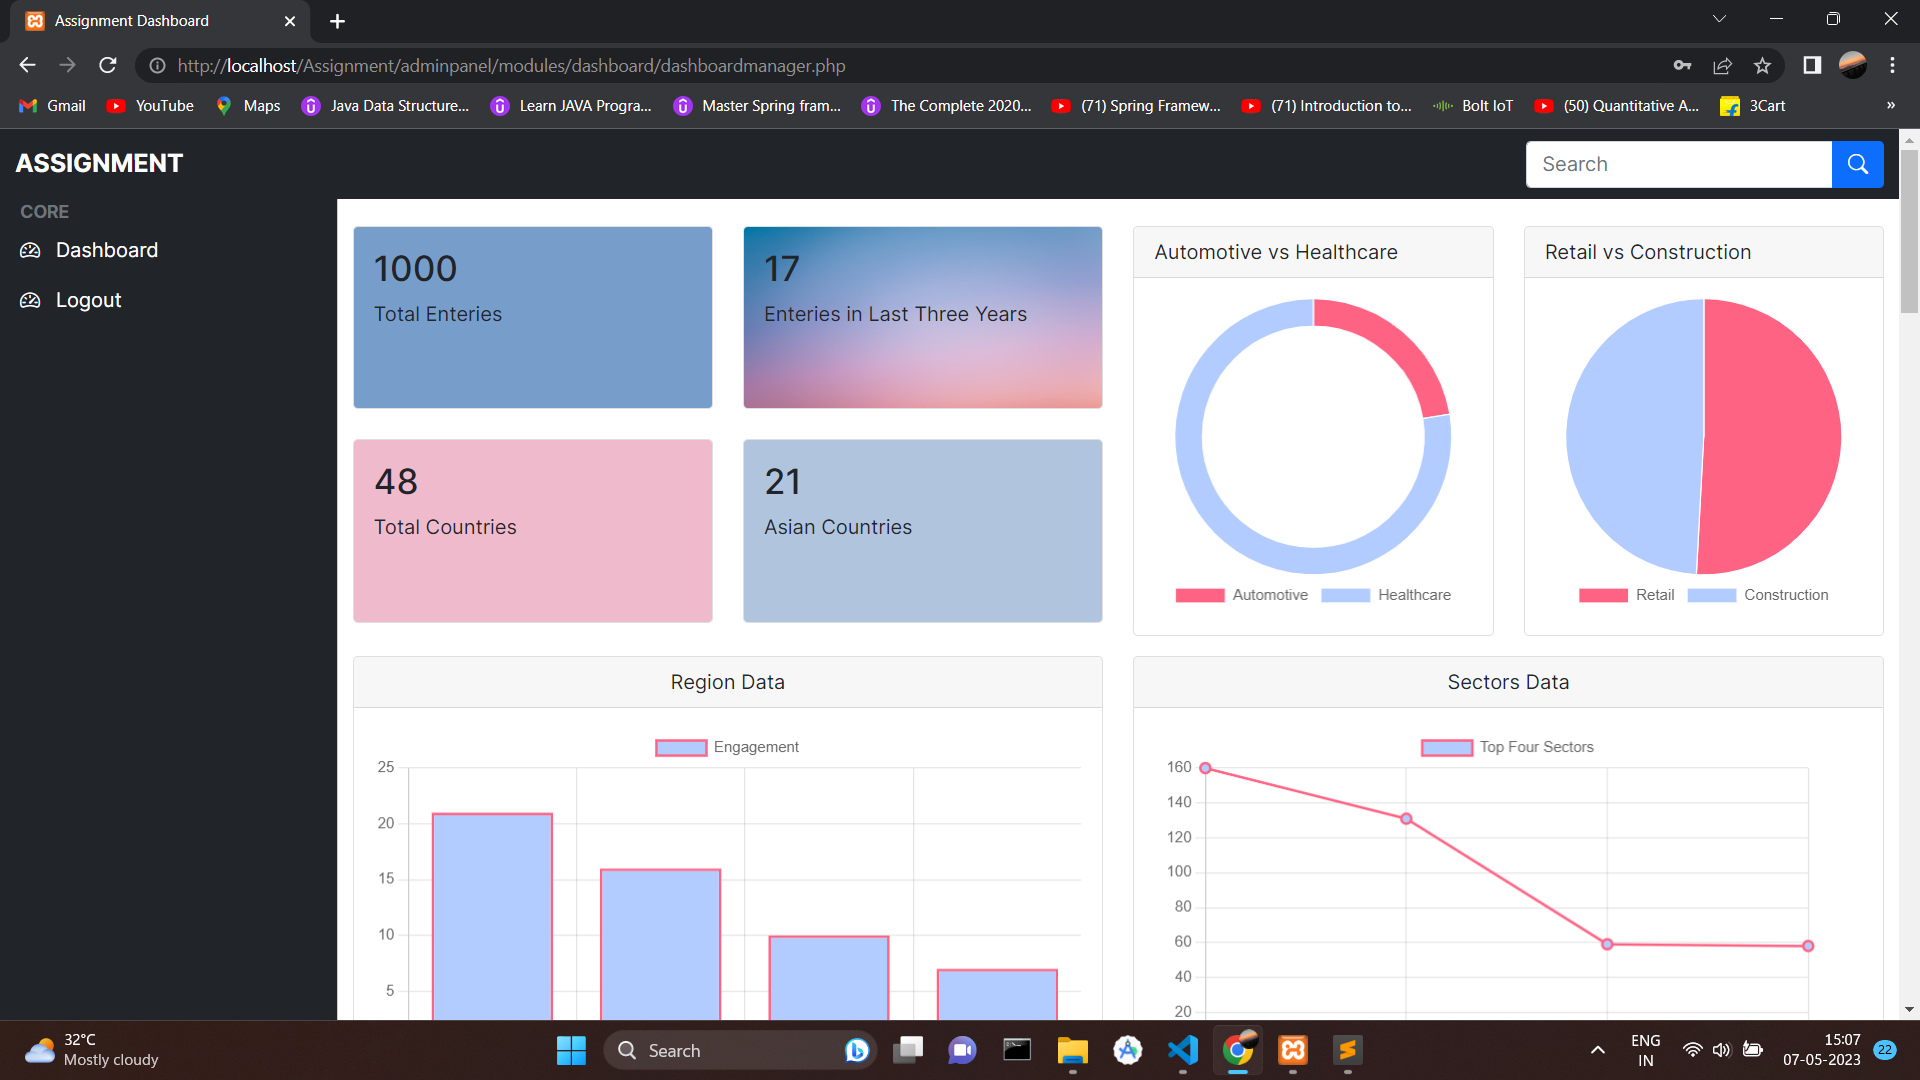 Assignment Dashboard
http://localhost/Assignment/adminpanel/modules/dashboard/dashboardmanager.php
Gmail YouTube Maps Java Data Structure... Learn JAVA Progra... Master Spring fram... The Complete 2020... (71) Spring Framew... (71) Introduction to... Bolt IoT (50) Quantitative A... 3Cart »
ASSIGNMENT
Search
CORE
Dashboard
Logout
1000
Total Enteries
17
Enteries in Last Three Years
48
Total Countries
21
Asian Countries
Automotive vs Healthcare
Automotive Healthcare
Retail vs Construction
Retail Construction
Region Data
Engagement
25
20
15
10
5
Sectors Data
Top Four Sectors
160
140
120
100
80
60
40
20
32°C
Mostly cloudy
Search
ENG
IN
15:07
07-05-2023
22